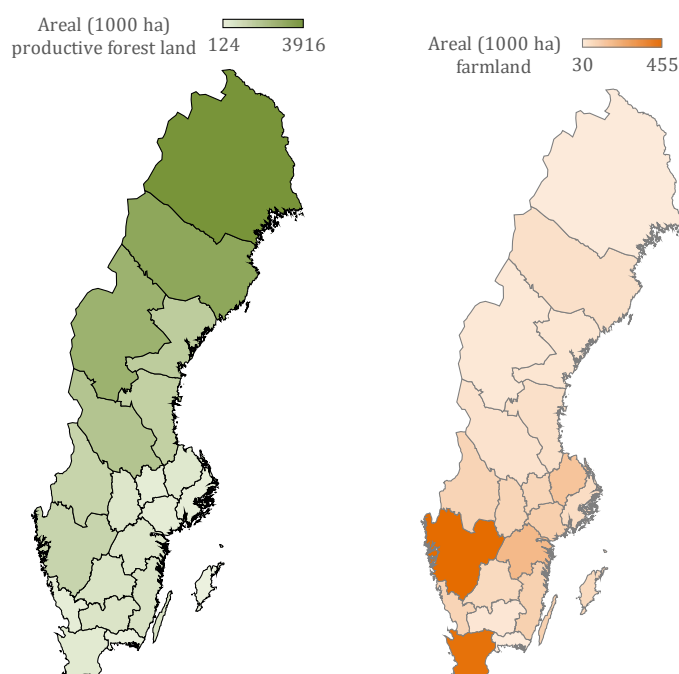 Areal (1000 ha)
productive forest land
124 3916
Areal (1000 ha)
farmland
30 455